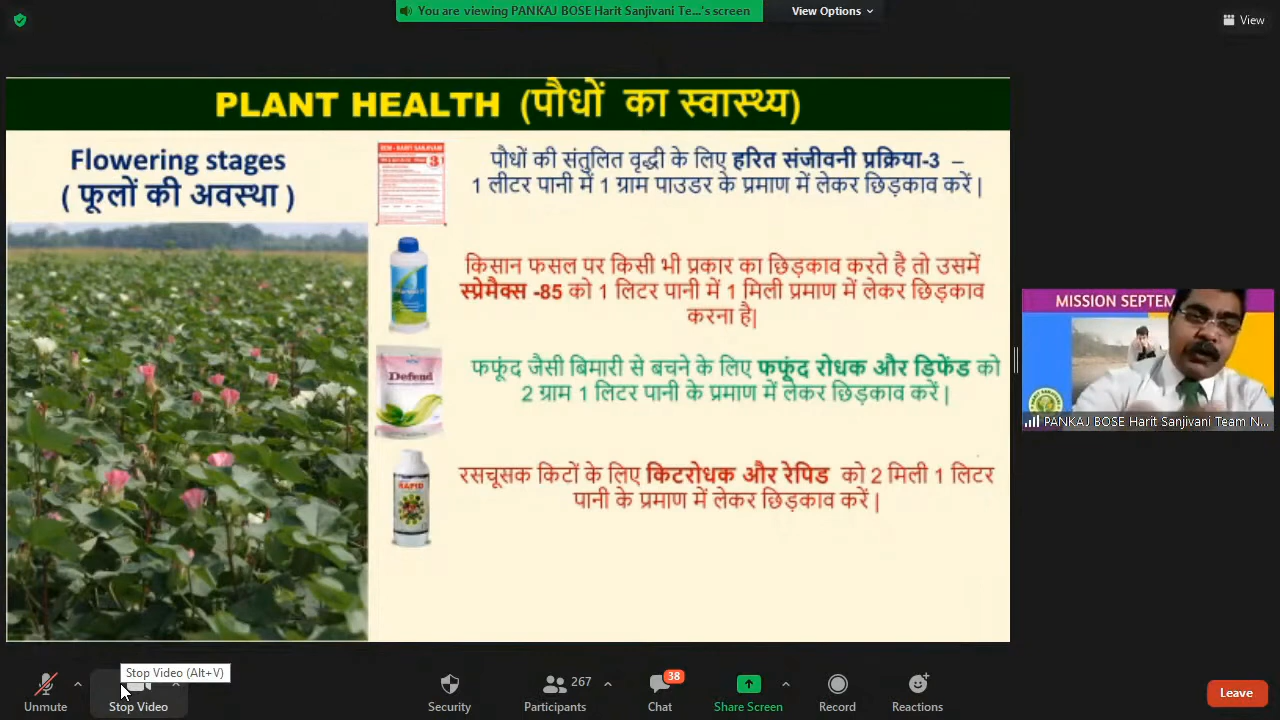 You are viewing PANKAJ BOSE Harit Sanjivani Te...'s screen
View Options
View
PLANT HEALTH (पौधों का स्वास्थ्य)
Flowering stages
( फूलों की अवस्था )
पौधों की संतुलित वृद्धी के लिए हरित संजीवनी प्रक्रिया-3 –
1 लीटर पानी में 1 ग्राम पाउडर के प्रमाण में लेकर छिड़काव करें |
किसान फसल पर किसी भी प्रकार का छिड़काव करते है तो उसमें
स्प्रेमैक्स -85 को 1 लिटर पानी में 1 मिली प्रमाण में लेकर छिड़काव
करना है|
Defend
फफूंद जैसी बिमारी से बचने के लिए फफूंद रोधक और डिफेंड को
2 ग्राम 1 लिटर पानी के प्रमाण में लेकर छिड़काव करें |
RAPID
रसचूसक किटों के लिए किटरोधक और रेपिड को 2 मिली 1 लिटर
पानी के प्रमाण में लेकर छिड़काव करें |
MISSION SEPTEM
PANKAJ BOSE Harit Sanjivani Team N...
Stop Video (Alt+V)
Unmute
Stop Video
Security
267
Participants
38
Chat
Share Screen
Record
Reactions
Leave